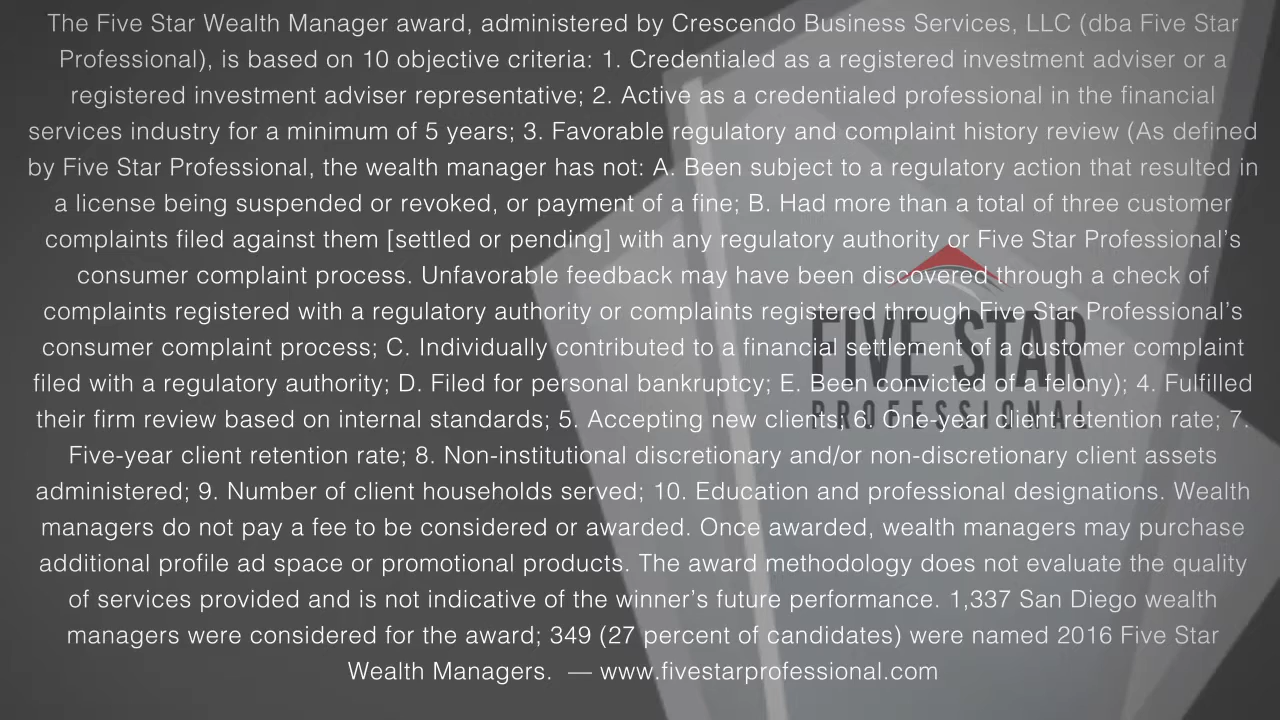 The Five Star Wealth Manager award, administered by Crescendo Business Services, LLC (dba Five Star
Professional), is based on 10 objective criteria: 1. Credentialed as a registered investment adviser or a
registered investment adviser representative; 2. Active as a credentialed professional in the financial
services industry for a minimum of 5 years; 3. Favorable regulatory and complaint history review (As defined
by Five Star Professional, the wealth manager has not: A. Been subject to a regulatory action that resulted in
a license being suspended or revoked, or payment of a fine; B. Had more than a total of three customer
complaints filed against them [settled or pending] with any regulatory authority or Five Star Professional’s
consumer complaint process. Unfavorable feedback may have been discovered through a check of
complaints registered with a regulatory authority or complaints registered through Five Star Professional’s
consumer complaint process; C. Individually contributed to a financial settlement of a customer complaint
filed with a regulatory authority; D. Filed for personal bankruptcy; E. Been convicted of a felony); 4. Fulfilled
their firm review based on internal standards; 5. Accepting new clients; 6. One-year client retention rate; 7.
Five-year client retention rate; 8. Non-institutional discretionary and/or non-discretionary client assets
administered; 9. Number of client households served; 10. Education and professional designations. Wealth
managers do not pay a fee to be considered or awarded. Once awarded, wealth managers may purchase
additional profile ad space or promotional products. The award methodology does not evaluate the quality
of services provided and is not indicative of the winner’s future performance. 1,337 San Diego wealth
managers were considered for the award; 349 (27 percent of candidates) were named 2016 Five Star
Wealth Managers. — www.fivestarprofessional.com
FIVE STAR
PROFESSIONAL